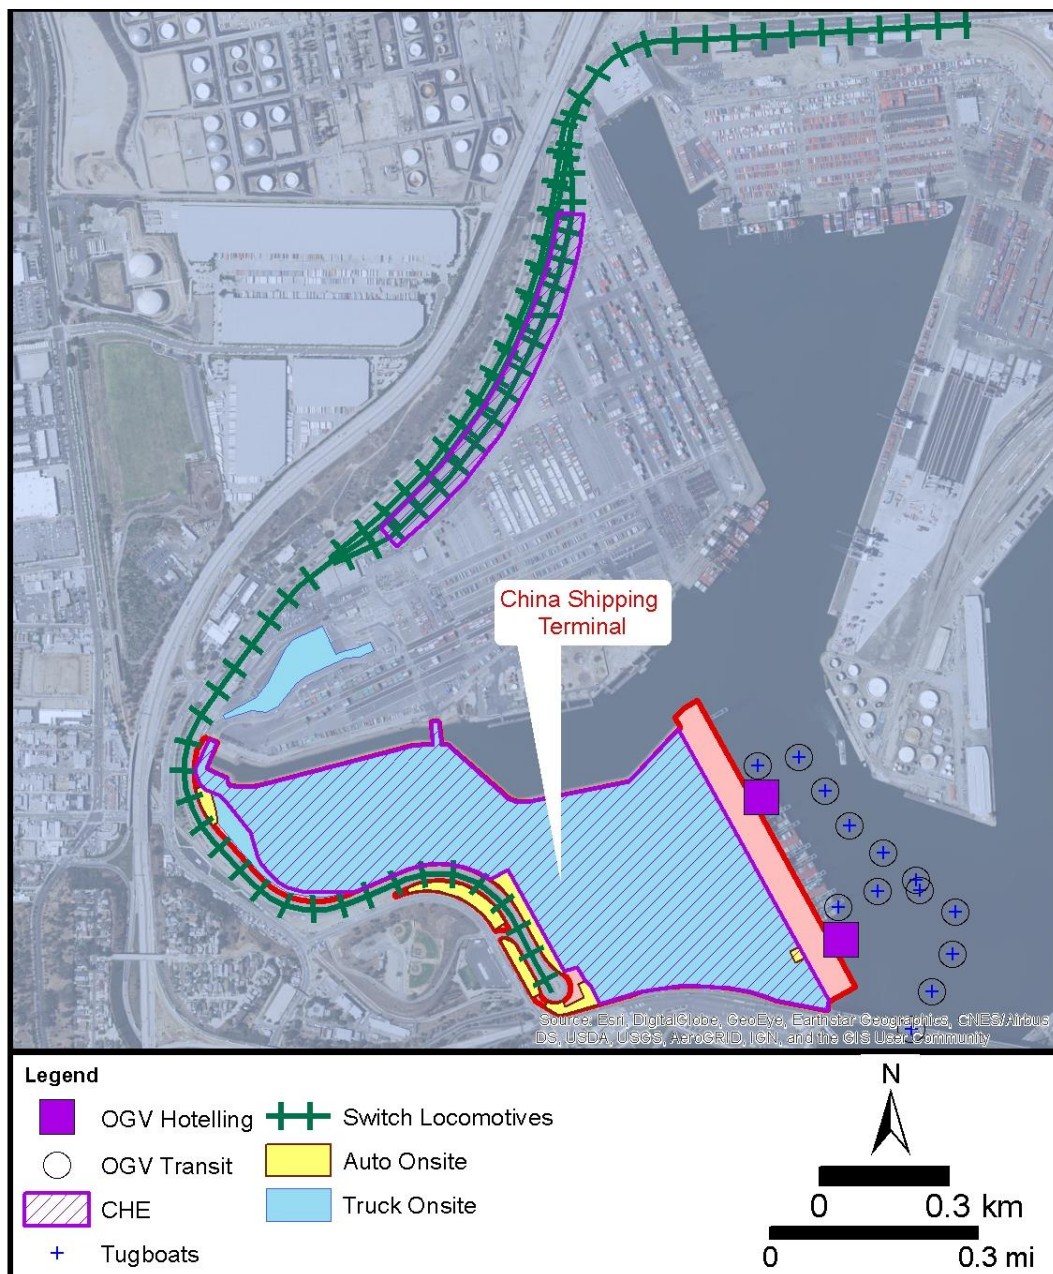 China Shipping
Terminal
Source: Esri, DigitalGlobe, GeoEye, Earthstar Geographics, CNES/Airbus
DS, USDA, USGS, AeroGRID, IGN, and the GIS User Community
Legend
OGV Hotelling
Switch Locomotives
OGV Transit
Auto Onsite
CHE
Truck Onsite
Tugboats
N
0 0.3 km
0 0.3 mi